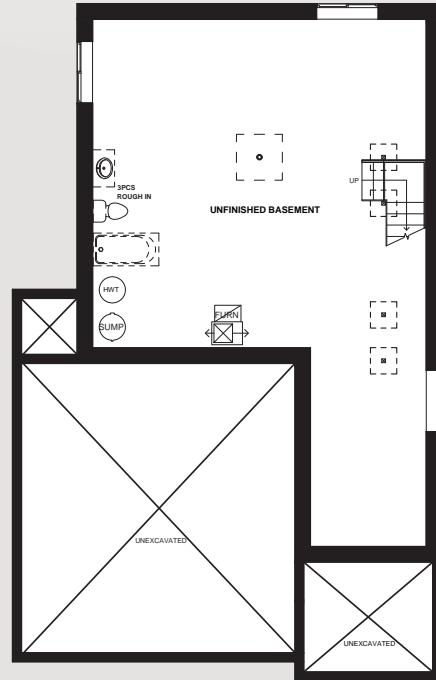 UP
3PCS
ROUGH IN
UNFINISHED BASEMENT
HWT
FURN
SUMP
UNEXCAVATED
UNEXCAVATED